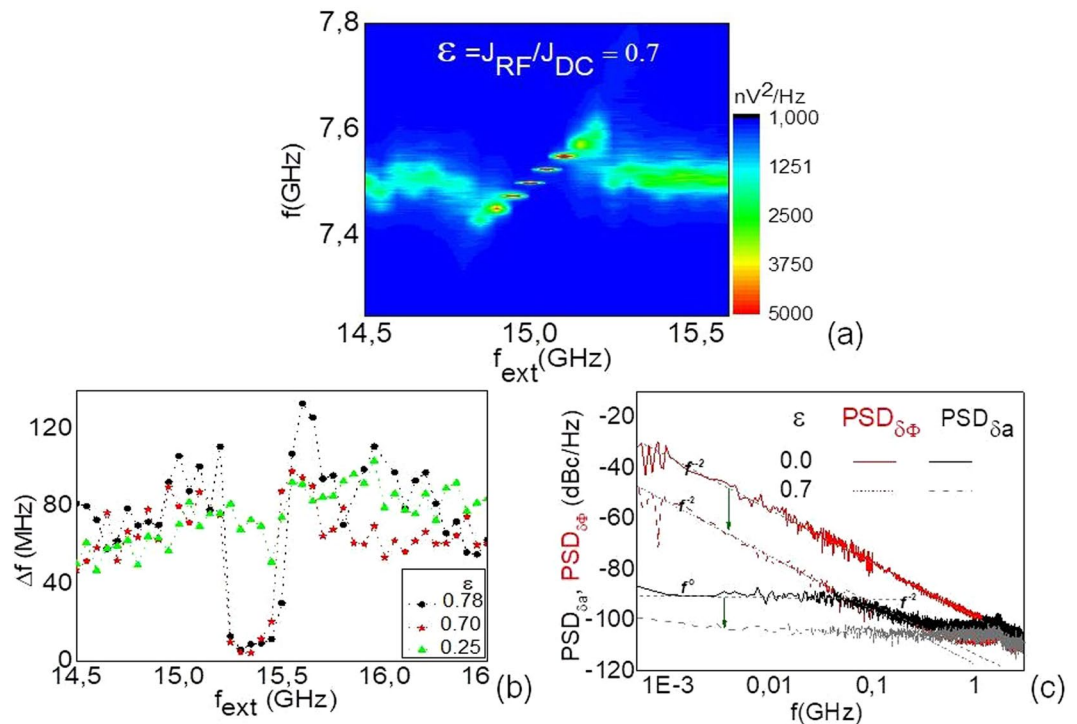 7,8
7,6
7,4
f(GHz)
ε =J_RF/J_DC = 0.7
14,5 15,0 15,5
f_ext(GHz)
nV²/Hz
1,000
1251
2500
3750
5000
(a)
120
80
40
0
Δf (MHz)
14,5 15,0 15,5 16,0 16
f_ext(GHz)
ε
0.78
0.70
0.25
(b)
-20
-40
-60
-80
-100
-120
PSD_δa, PSD_δΦ (dBc/Hz)
ε PSD_δΦ PSD_δa
0.0
0.7
f⁻²
f⁻²
f⁰ f⁻²
1E-3 0,01 0,1 1
f(GHz)
(c)